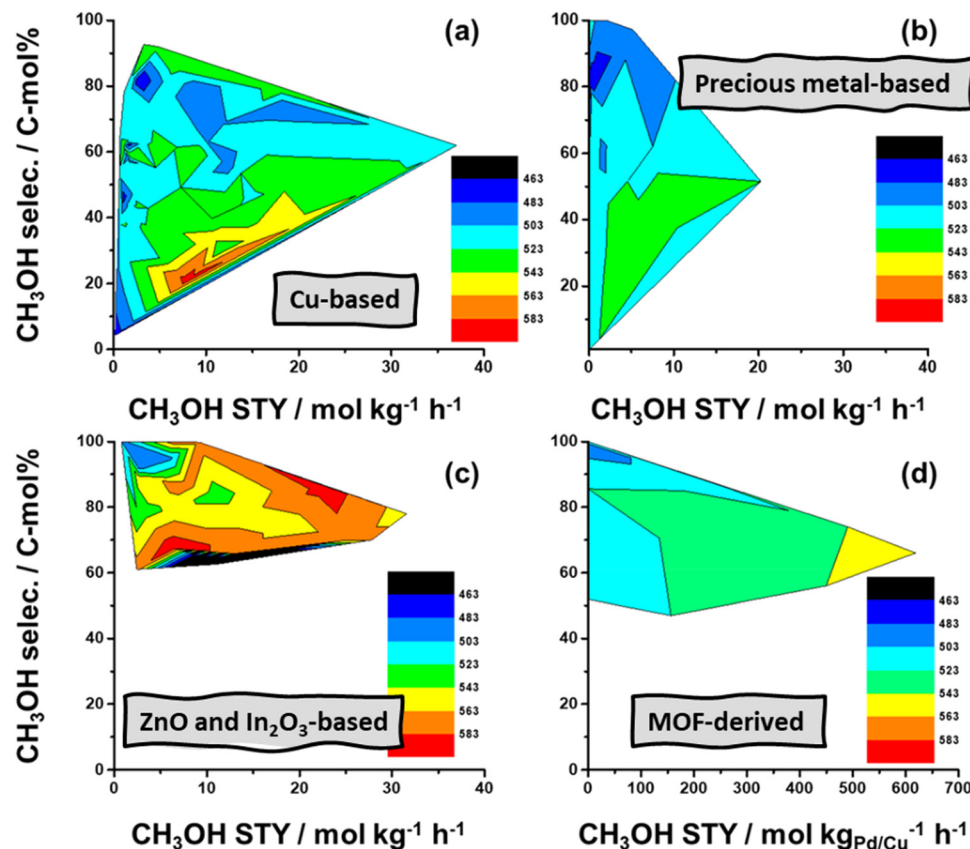 (a)
100
80
60
40
20
0
CH₃OH selec. / C-mol%
463
483
503
523
543
563
583
Cu-based
0 10 20 30 40
CH₃OH STY / mol kg⁻¹ h⁻¹
(b)
100
80
60
40
20
0
Precious metal-based
463
483
503
523
543
563
583
0 10 20 30 40
CH₃OH STY / mol kg⁻¹ h⁻¹
(c)
100
80
60
40
20
0
CH₃OH selec. / C-mol%
463
483
503
523
543
563
583
ZnO and In₂O₃-based
0 10 20 30 40
CH₃OH STY / mol kg⁻¹ h⁻¹
(d)
100
80
60
40
20
0
463
483
503
523
543
563
583
MOF-derived
0 100 200 300 400 500 600 700
CH₃OH STY / mol kg_Pd/Cu⁻¹ h⁻¹